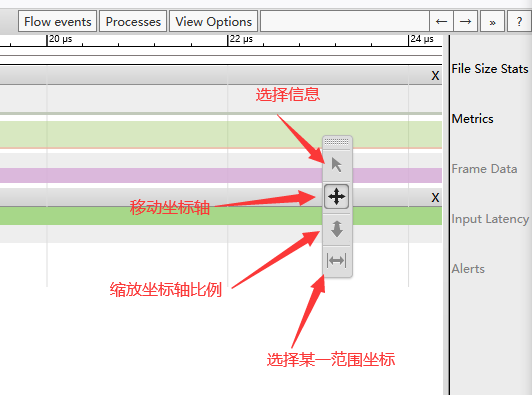 Flow events Processes View Options ← → » ?
20 μs 22 μs 24 μs
X
选择信息
移动坐标轴
X
缩放坐标轴比例
选择某一范围坐标
File Size Stats
Metrics
Frame Data
Input Latency
Alerts